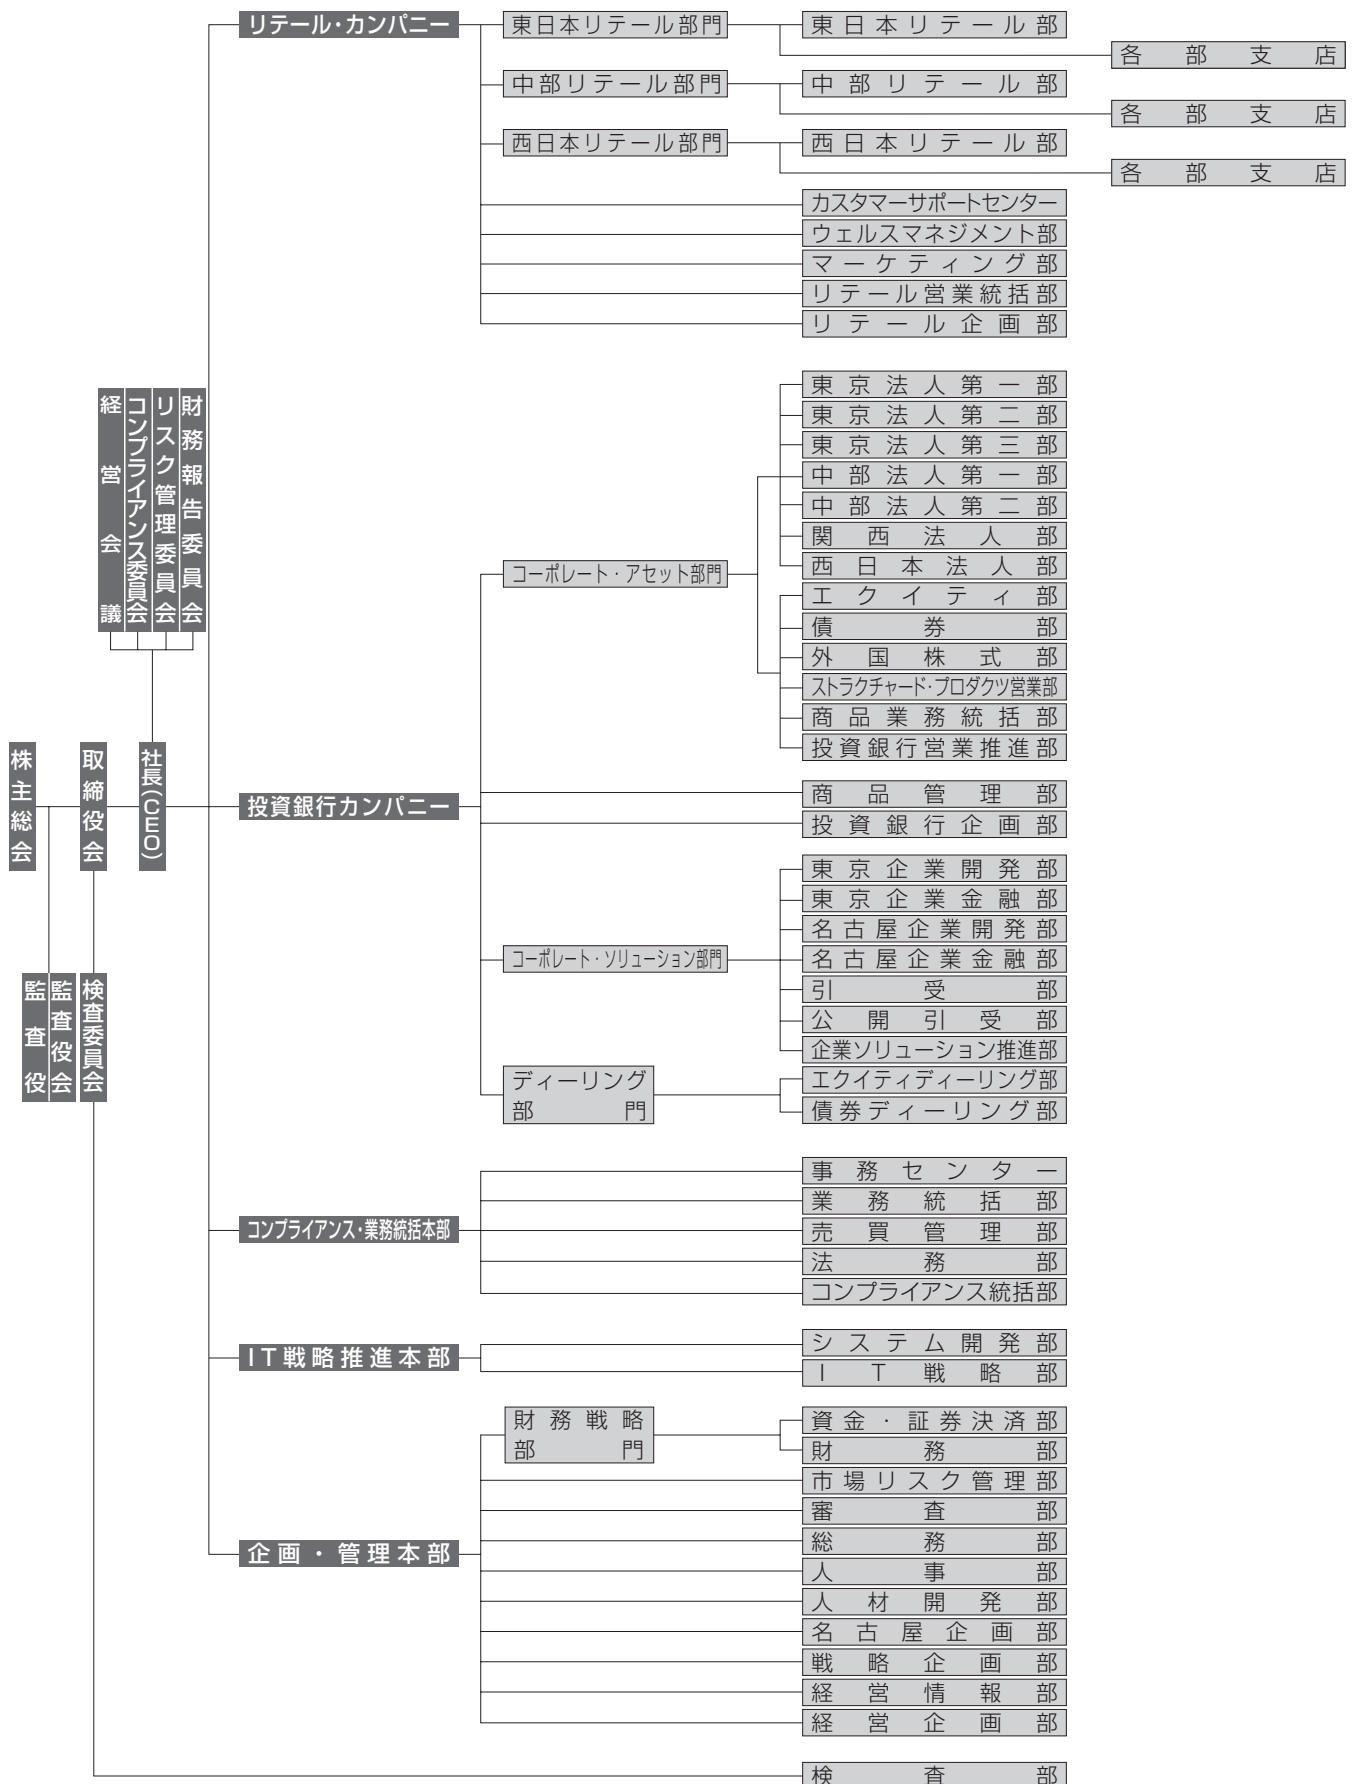 リテール・カンパニー
東日本リテール部門
東日本リテール部
各部支店
中部リテール部門
中部リテール部
各部支店
西日本リテール部門
西日本リテール部
各部支店
カスタマーサポートセンター
ウェルスマネジメント部
マーケティング部
リテール営業統括部
リテール企画部
経営会議
コンプライアンス委員会
リスク管理委員会
財務報告委員会
株主総会
取締役会
社長(CEO)
監査役
監査役会
検査委員会
投資銀行カンパニー
コーポレート・アセット部門
東京法人第一部
東京法人第二部
東京法人第三部
中部法人第一部
中部法人第二部
関西法人部
西日本法人部
エクイティ部
債券部
外国株式部
ストラクチャード・プロダクツ営業部
商品業務統括部
投資銀行営業推進部
商品管理部
投資銀行企画部
コーポレート・ソリューション部門
東京企業開発部
東京企業金融部
名古屋企業開発部
名古屋企業金融部
引受部
公開引受部
企業ソリューション推進部
ディーリング
部門
エクイティディーリング部
債券ディーリング部
コンプライアンス・業務統括本部
事務センター
業務統括部
売買管理部
法務部
コンプライアンス統括部
IT戦略推進本部
システム開発部
IT戦略部
企画・管理本部
財務戦略
部門
資金・証券決済部
財務部
市場リスク管理部
審査部
総務部
人事部
人材開発部
名古屋企画部
戦略企画部
経営情報部
経営企画部
検査部